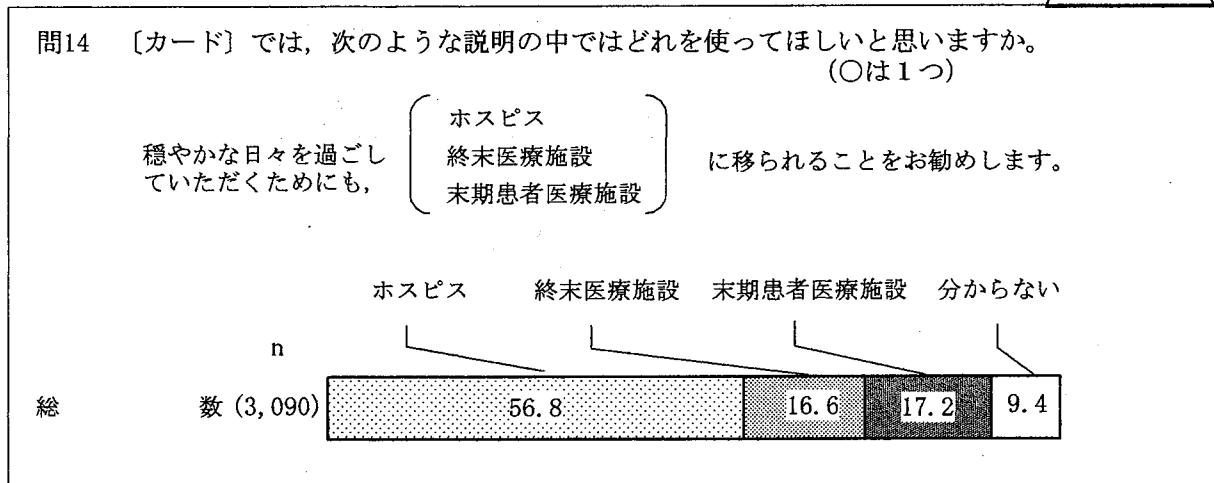 問14 〔カード〕では，次のような説明の中ではどれを使ってほしいと思いますか。
（○は１つ）
穏やかな日々を過ごし
ていただくためにも，
ホスピス
終末医療施設
末期患者医療施設
に移られることをお勧めします。
ホスピス 終末医療施設 末期患者医療施設 分からない
n
総 数 (3,090) 56.8 16.6 17.2 9.4